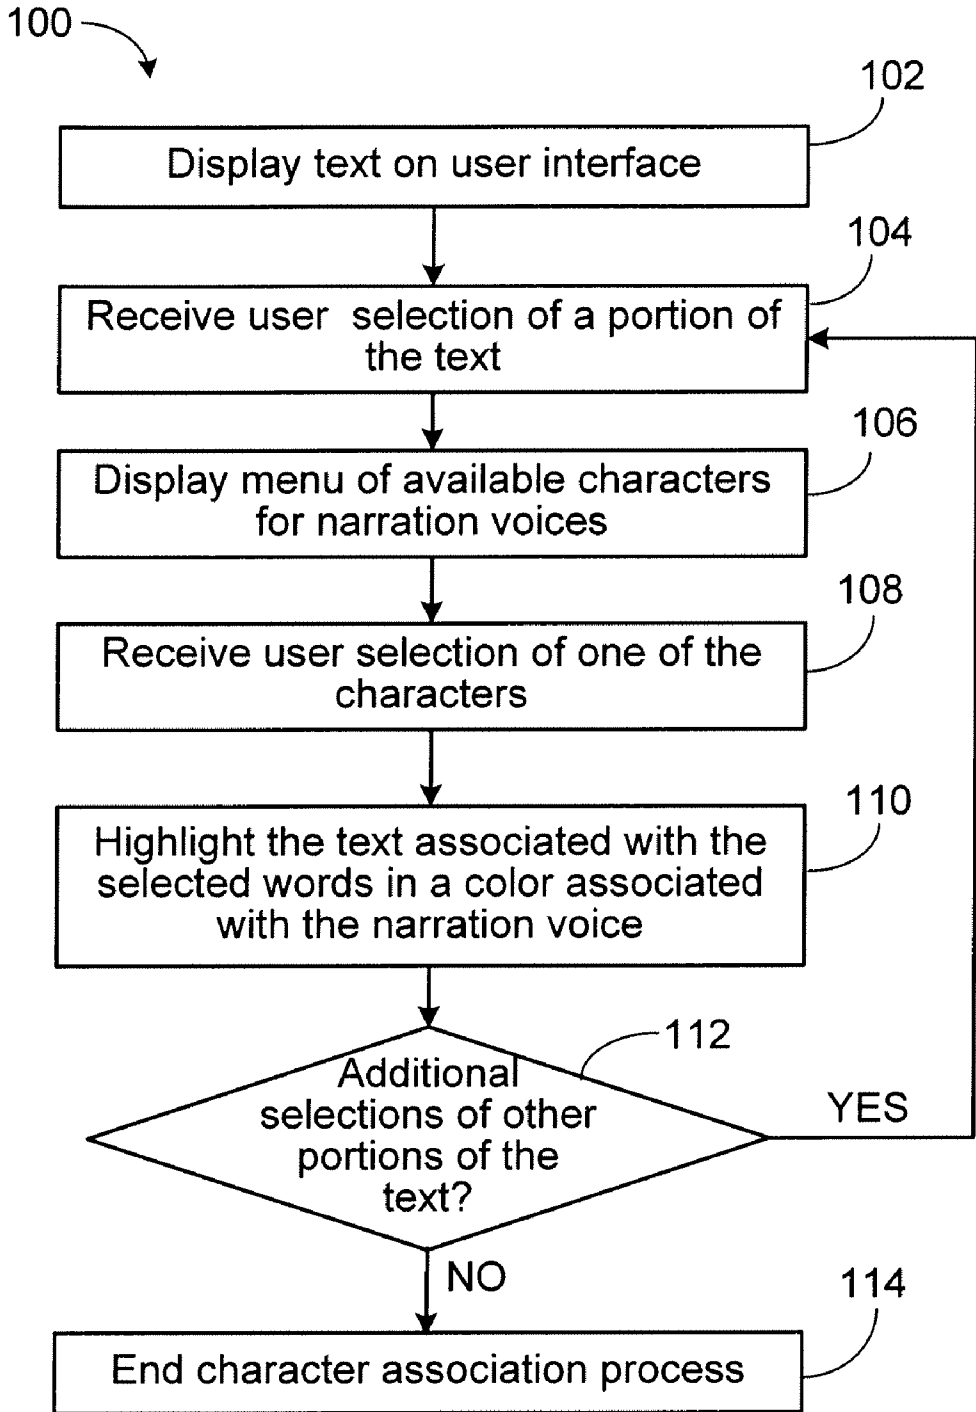 100
102
Display text on user interface
104
Receive user selection of a portion of
the text
106
Display menu of available characters
for narration voices
108
Receive user selection of one of the
characters
110
Highlight the text associated with the
selected words in a color associated
with the narration voice
112
Additional
selections of other
portions of the
text?
YES
NO
114
End character association process